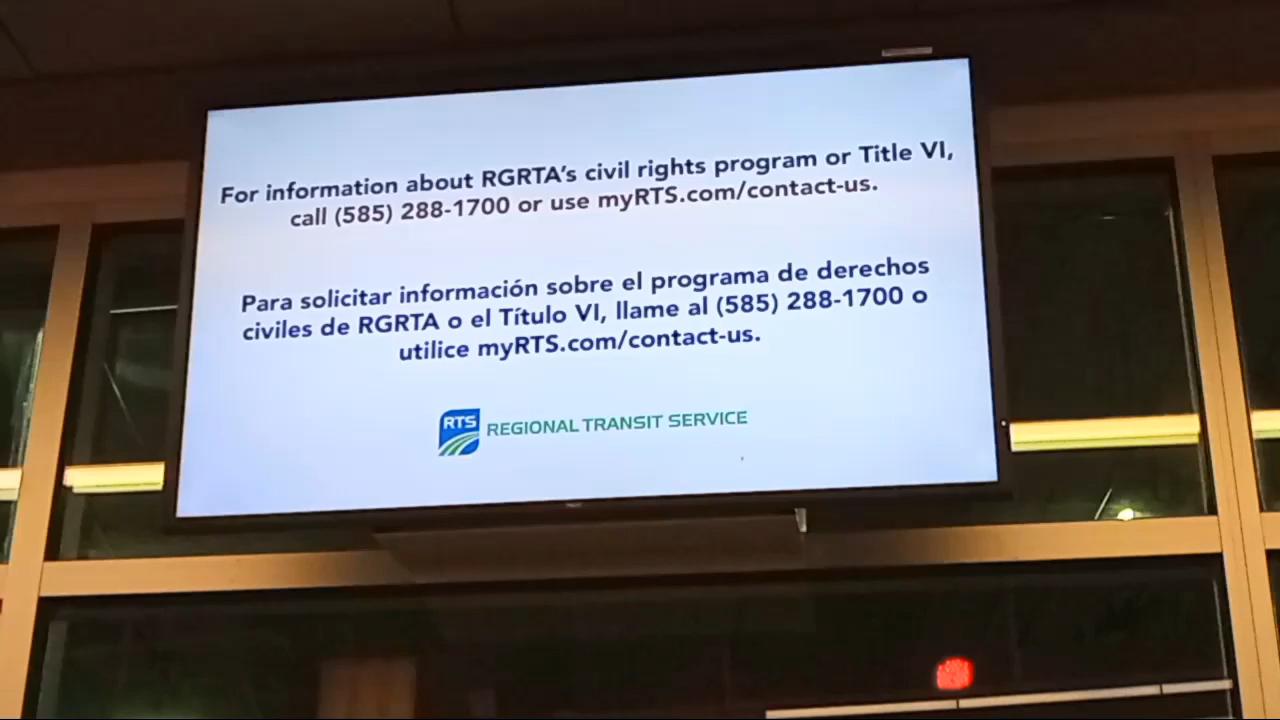 For information about RGRTA's civil rights program or Title VI,
call (585) 288-1700 or use myRTS.com/contact-us.
Para solicitar información sobre el programa de derechos
civiles de RGRTA o el Título VI, llame al (585) 288-1700 o
utilice myRTS.com/contact-us.
RTS REGIONAL TRANSIT SERVICE